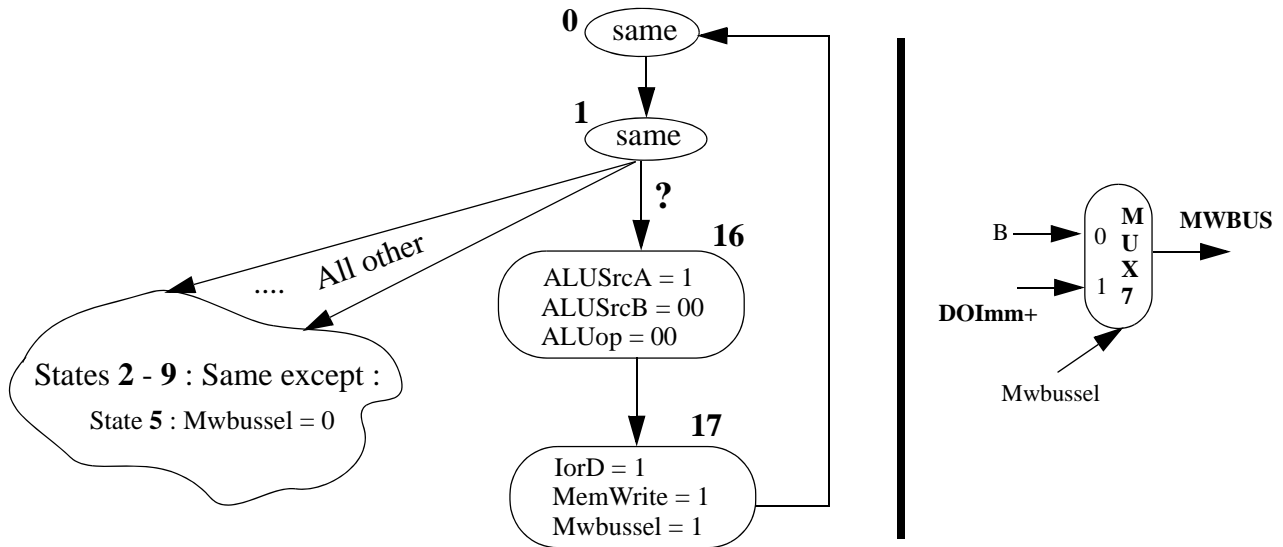 0
same
1
same
?
All other
....
16
ALUSrcA = 1
ALUSrcB = 00
ALUop = 00
States 2 - 9 : Same except :
State 5 : Mwbussel = 0
17
IorD = 1
MemWrite = 1
Mwbussel = 1
B
0
1
M
U
X
7
MWBUS
DOImm+
Mwbussel